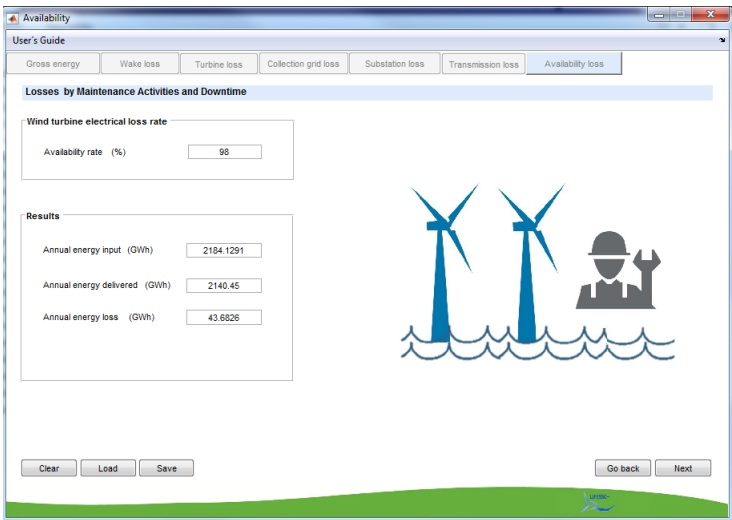 Availability
User's Guide
Gross energy Wake loss Turbine loss Collection grid loss Substation loss Transmission loss Availability loss
Losses by Maintenance Activities and Downtime
Wind turbine electrical loss rate
Availability rate (%) 98
Results
Annual energy input (GWh) 2184.1291
Annual energy delivered (GWh) 2140.45
Annual energy loss (GWh) 43.6826
Clear Load Save Go back Next